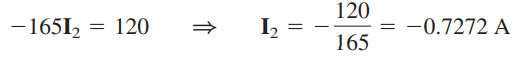 −165I₂ = 120 ⇒ I₂ = −120/165 = −0.7272 A